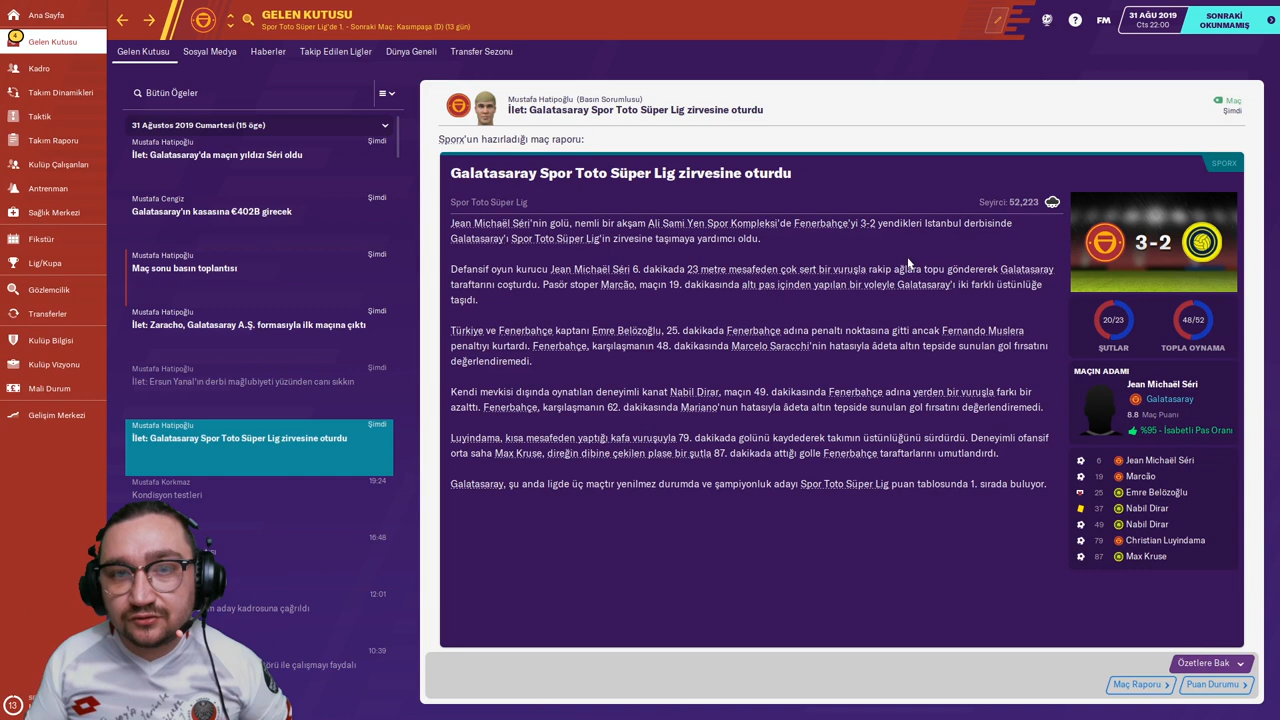 Ana Sayfa
4
Gelen Kutusu
Kadro
Takım Dinamikleri
Taktik
Takım Raporu
Kulüp Çalışanları
Antrenman
Sağlık Merkezi
Fikstür
Lig/Kupa
Gözlemcilik
Transferler
Kulüp Bilgisi
Kulüp Vizyonu
Mali Durum
Gelişim Merkezi
13
GELEN KUTUSU
Spor Toto Süper Lig'de 1. - Sonraki Maç: Kasımpaşa (D) (13 gün)
?
FM
31 AĞU 2019
Cts 22:00
SONRAKİ
OKUNMAMIŞ
Gelen Kutusu
Sosyal Medya
Haberler
Takip Edilen Ligler
Dünya Geneli
Transfer Sezonu
Bütün Ögeler
31 Ağustos 2019 Cumartesi (15 öge)
Mustafa Hatipoğlu
Şimdi
İlet: Galatasaray'da maçın yıldızı Séri oldu
Mustafa Cengiz
Şimdi
Galatasaray'ın kasasına €402B girecek
Mustafa Hatipoğlu
Şimdi
Maç sonu basın toplantısı
Mustafa Hatipoğlu
Şimdi
İlet: Zaracho, Galatasaray A.Ş. formasıyla ilk maçına çıktı
Mustafa Hatipoğlu
Şimdi
İlet: Ersun Yanal'ın derbi mağlubiyeti yüzünden canı sıkkın
Mustafa Hatipoğlu
Şimdi
İlet: Galatasaray Spor Toto Süper Lig zirvesine oturdu
Mustafa Korkmaz
19:24
Kondisyon testleri
16:48
12:01
aday kadrosuna çağrıldı
10:39
ile çalışmayı faydalı
Mustafa Hatipoğlu (Basın Sorumlusu)
İlet: Galatasaray Spor Toto Süper Lig zirvesine oturdu
Maç
Şimdi
Sporx'un hazırladığı maç raporu:
SPORX
Galatasaray Spor Toto Süper Lig zirvesine oturdu
Spor Toto Süper Lig
Seyirci: 52,223
Jean Michaël Séri'nin golü, nemli bir akşam Ali Sami Yen Spor Kompleksi'de Fenerbahçe'yi 3-2 yendikleri Istanbul derbisinde
Galatasaray'ı Spor Toto Süper Lig'in zirvesine taşımaya yardımcı oldu.
Defansif oyun kurucu Jean Michaël Séri 6. dakikada 23 metre mesafeden çok sert bir vuruşla rakip ağlara topu göndererek Galatasaray
taraftarını coşturdu. Pasör stoper Marcão, maçın 19. dakikasında altı pas içinden yapılan bir voleyle Galatasaray'ı iki farklı üstünlüğe
taşıdı.
Türkiye ve Fenerbahçe kaptanı Emre Belözoğlu, 25. dakikada Fenerbahçe adına penaltı noktasına gitti ancak Fernando Muslera
penaltıyı kurtardı. Fenerbahçe, karşılaşmanın 48. dakikasında Marcelo Saracchi'nin hatasıyla âdeta altın tepside sunulan gol fırsatını
değerlendiremedi.
Kendi mevkisi dışında oynatılan deneyimli kanat Nabil Dirar, maçın 49. dakikasında Fenerbahçe adına yerden bir vuruşla farkı bir
azalttı. Fenerbahçe, karşılaşmanın 62. dakikasında Mariano'nun hatasıyla âdeta altın tepside sunulan gol fırsatını değerlendiremedi.
Luyindama, kısa mesafeden yaptığı kafa vuruşuyla 79. dakikada golünü kaydederek takımın üstünlüğünü sürdürdü. Deneyimli ofansif
orta saha Max Kruse, direğin dibine çekilen plase bir şutla 87. dakikada attığı golle Fenerbahçe taraftarlarını umutlandırdı.
Galatasaray, şu anda ligde üç maçtır yenilmez durumda ve şampiyonluk adayı Spor Toto Süper Lig puan tablosunda 1. sırada buluyor.
3-2
20/23
ŞUTLAR
48/52
TOPLA OYNAMA
MAÇIN ADAMI
Jean Michaël Séri
Galatasaray
8.8 Maç Puanı
%95 - İsabetli Pas Oranı
6 Jean Michaël Séri
19 Marcão
25 Emre Belözoğlu
37 Nabil Dirar
49 Nabil Dirar
79 Christian Luyindama
87 Max Kruse
Özetlere Bak
Maç Raporu
Puan Durumu